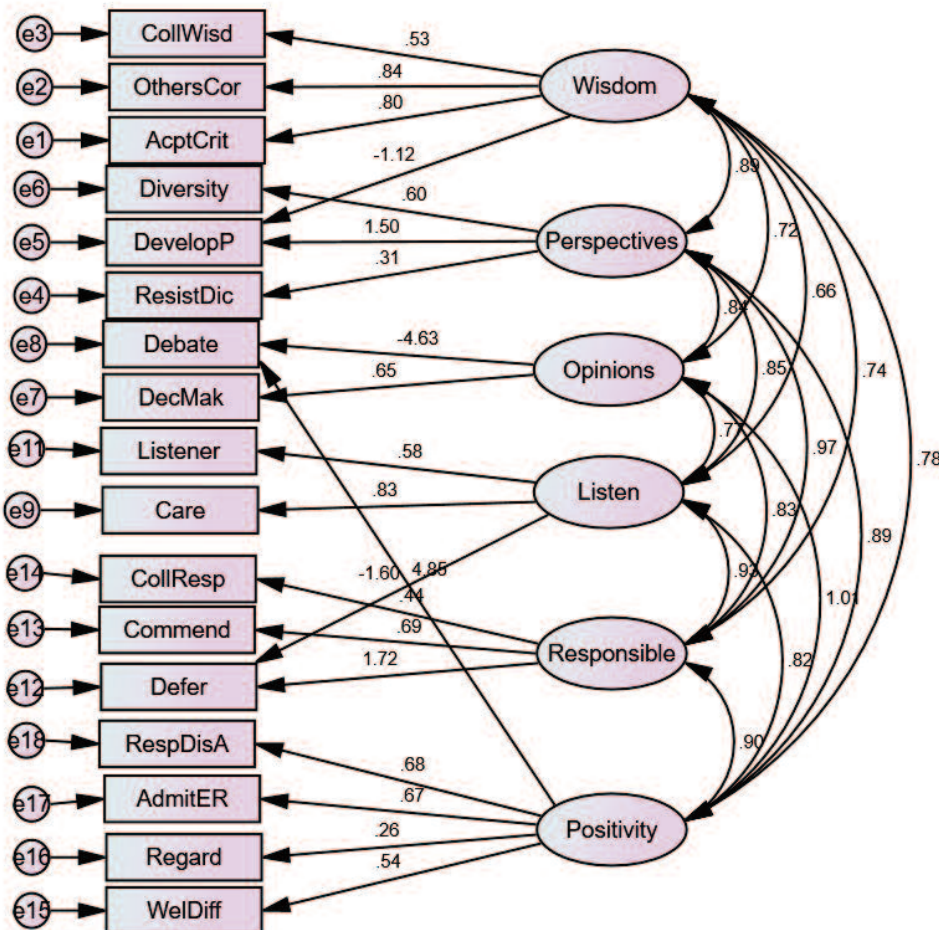 e3 CollWisd .53
e2 OthersCor .84 Wisdom
e1 AcptCrit .80
-1.12
e6 Diversity .60 .89
e5 DevelopP 1.50 Perspectives .72
e4 ResistDic .31 .66
e8 Debate -4.63 .84
e7 DecMak .65 Opinions .85 .74
e11 Listener .58 .77 .97 .78
e9 Care .83 Listen .83 .89
e14 CollResp -1.60 4.85 .93 1.01
.44
e13 Commend .69
e12 Defer 1.72 Responsible .82
e18 RespDisA .68 .90
e17 AdmitER .67
e16 Regard .26 Positivity
e15 WelDiff .54